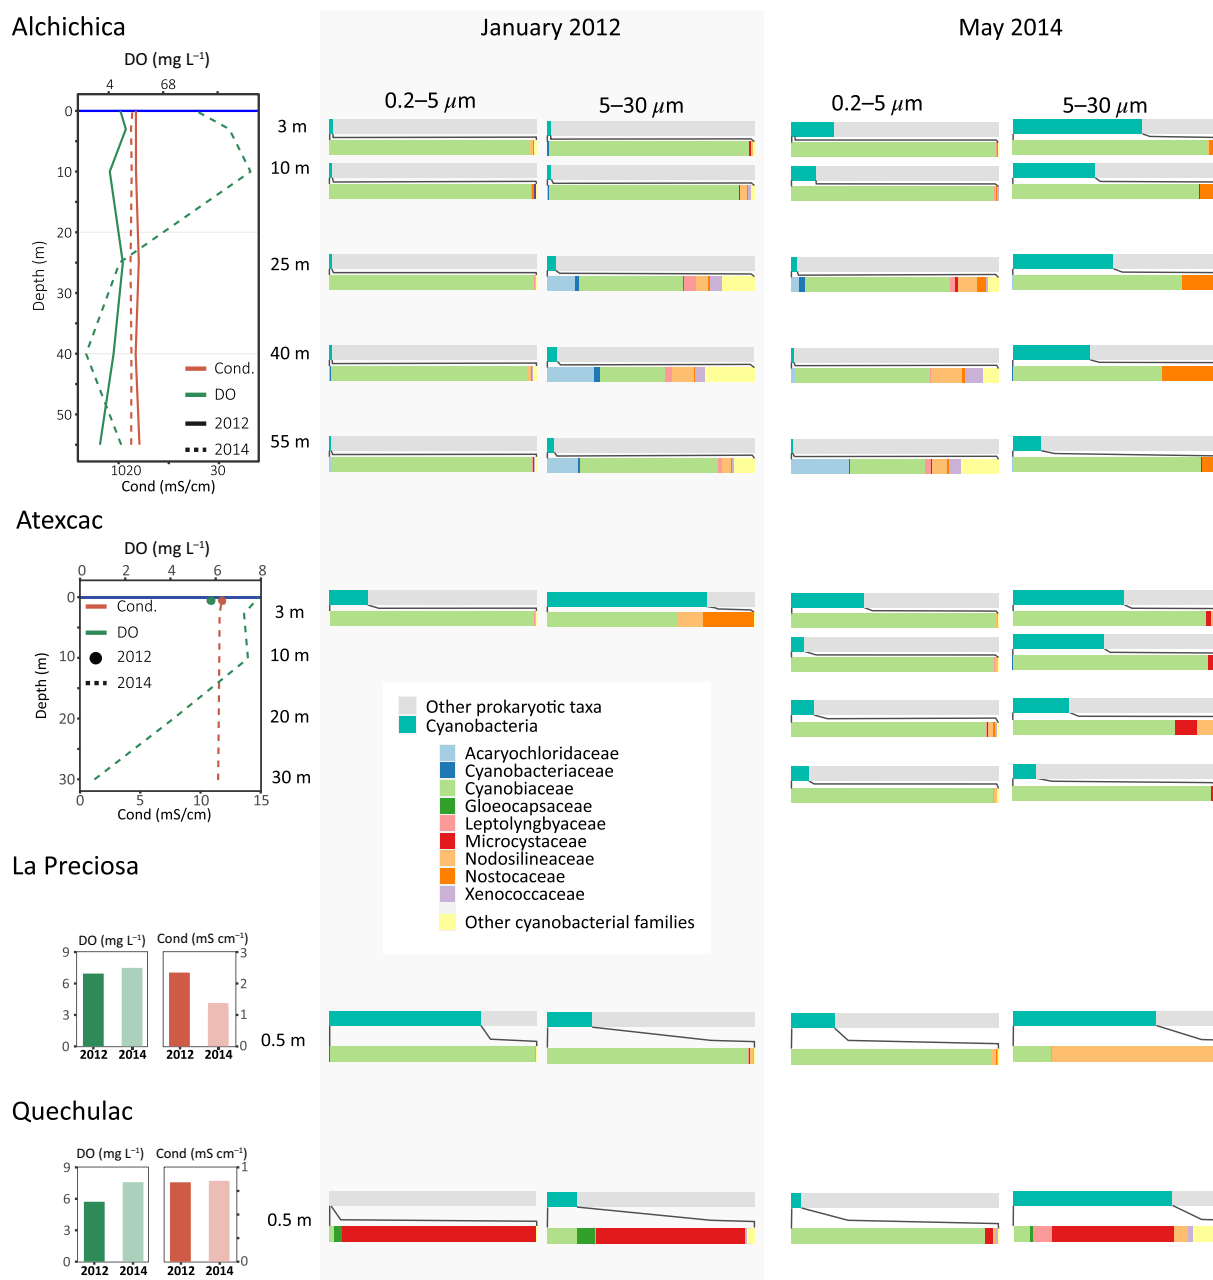 Alchichica
January 2012
May 2014
DO (mg L⁻¹)
4 68
0.2–5 µm
5–30 µm
0.2–5 µm
5–30 µm
0
10
20
30
40
50
Depth (m)
3 m
10 m
25 m
40 m
55 m
Cond.
DO
2012
2014
1020 30
Cond (mS/cm)
Atexcac
DO (mg L⁻¹)
0 2 4 6 8
0
10
20
30
Depth (m)
Cond.
DO
2012
2014
3 m
10 m
20 m
30 m
0 5 10 15
Cond (mS/cm)
Other prokaryotic taxa
Cyanobacteria
Acaryochloridaceae
Cyanobacteriaceae
Cyanobiaceae
Gloeocapsaceae
Leptolyngbyaceae
Microcystaceae
Nodosilineaceae
Nostocaceae
Xenococcaceae
Other cyanobacterial families
La Preciosa
DO (mg L⁻¹)
Cond (mS cm⁻¹)
9
6
3
0
3
2
1
0
2012 2014
2012 2014
0.5 m
Quechulac
DO (mg L⁻¹)
Cond (mS cm⁻¹)
9
6
3
0
1
0
2012 2014
2012 2014
0.5 m